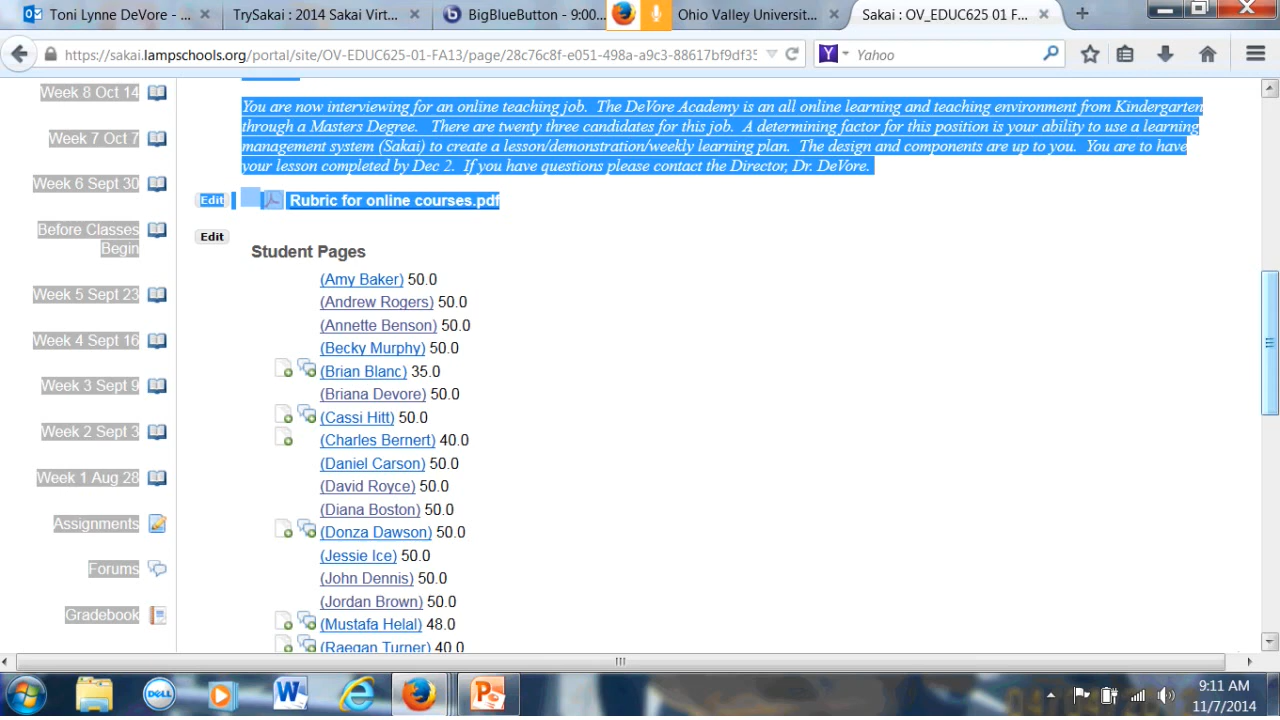 Toni Lynne DeVore - ...
TrySakai : 2014 Sakai Virt...
BigBlueButton - 9:00...
Ohio Valley Universit...
Sakai : OV_EDUC625 01 F...
https://sakai.lampschools.org/portal/site/OV-EDUC625-01-FA13/page/28c76c8f-e051-498a-a9c3-88617bf9df35
Yahoo
Week 8 Oct 14
Week 7 Oct 7
Week 6 Sept 30
Before Classes
Begin
Week 5 Sept 23
Week 4 Sept 16
Week 3 Sept 9
Week 2 Sept 3
Week 1 Aug 28
Assignments
Forums
Gradebook
You are now interviewing for an online teaching job. The DeVore Academy is an all online learning and teaching environment from Kindergarten
through a Masters Degree. There are twenty three candidates for this job. A determining factor for this position is your ability to use a learning
management system (Sakai) to create a lesson/demonstration/weekly learning plan. The design and components are up to you. You are to have
your lesson completed by Dec 2. If you have questions please contact the Director, Dr. DeVore.
Edit Rubric for online courses.pdf
Edit
Student Pages
(Amy Baker) 50.0
(Andrew Rogers) 50.0
(Annette Benson) 50.0
(Becky Murphy) 50.0
(Brian Blanc) 35.0
(Briana Devore) 50.0
(Cassi Hitt) 50.0
(Charles Bernert) 40.0
(Daniel Carson) 50.0
(David Royce) 50.0
(Diana Boston) 50.0
(Donza Dawson) 50.0
(Jessie Ice) 50.0
(John Dennis) 50.0
(Jordan Brown) 50.0
(Mustafa Helal) 48.0
(Raegan Turner) 40.0
DELL
9:11 AM
11/7/2014